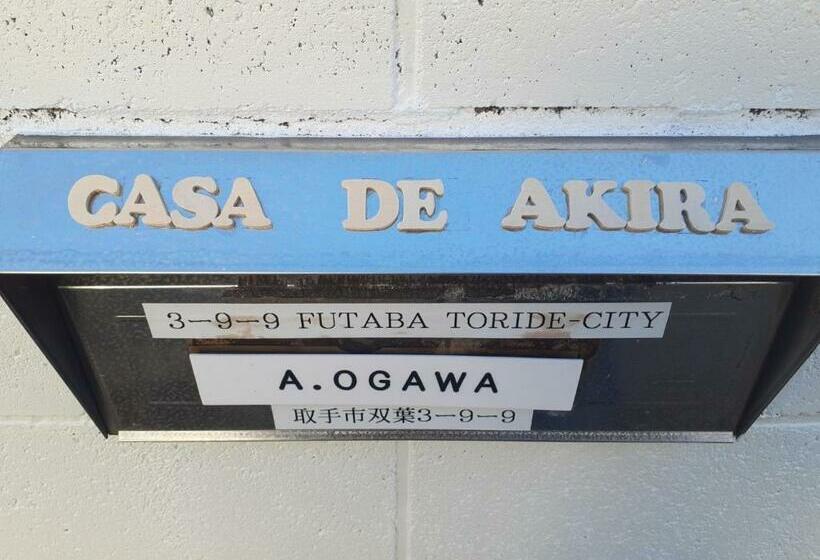 CASA DE AKIRA
3-9-9 FUTABA TORIDE-CITY
A.OGAWA
取手市双葉3-9-9